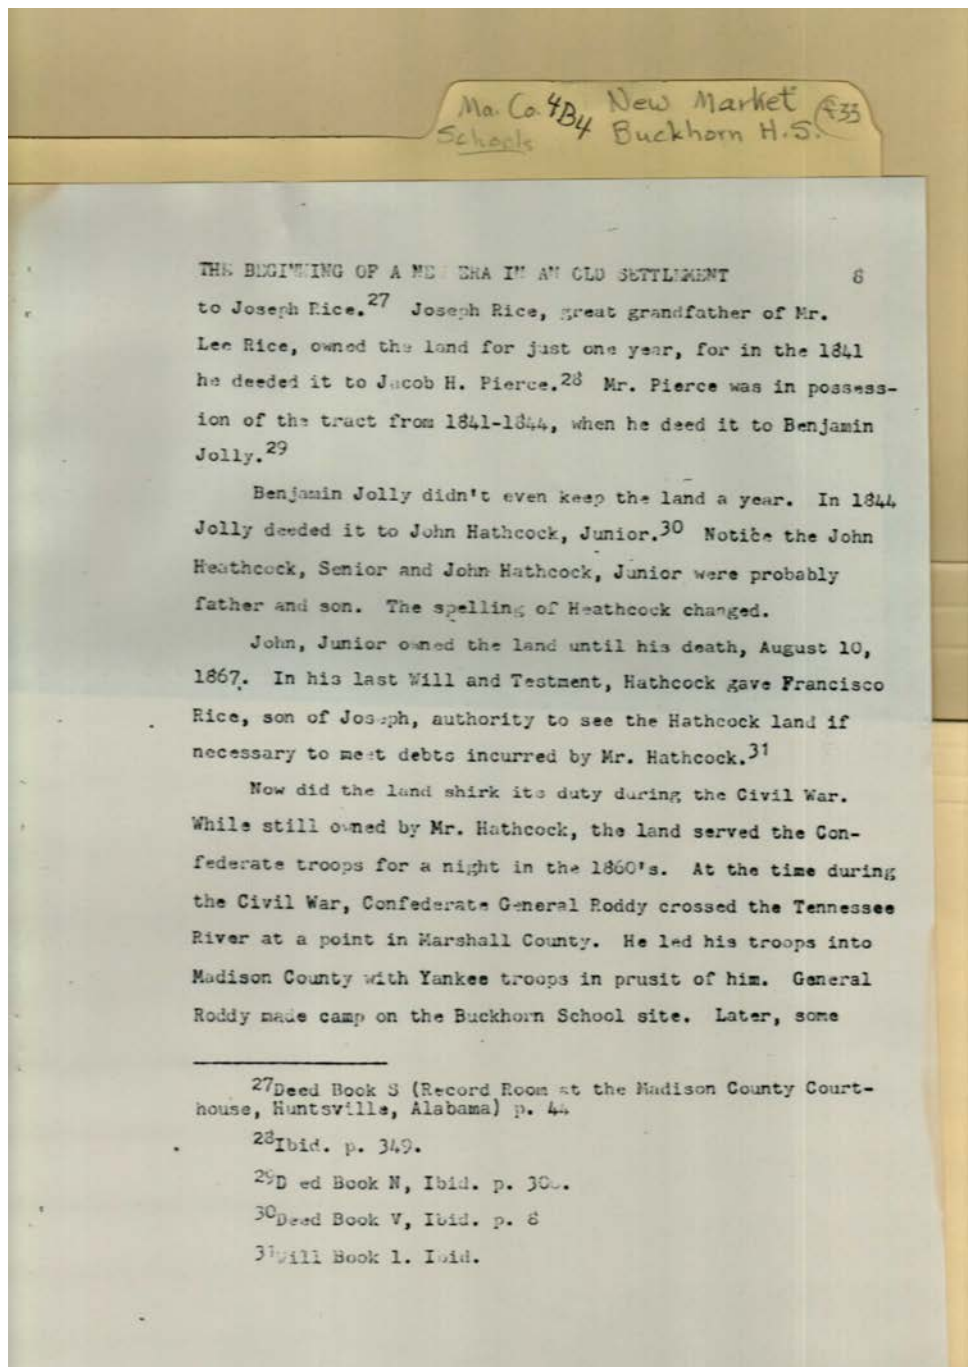 Ma. Co. 4B4 New Market 433
Schools Buckhorn H.S.
THE BEGINNING OF A NEW ERA IN AN OLD SETTLEMENT 8
to Joseph Rice.27 Joseph Rice, great grandfather of Mr.
Lee Rice, owned the land for just one year, for in the 1841
he deeded it to Jacob H. Pierce.28 Mr. Pierce was in possess-
ion of the tract from 1841-1844, when he deed it to Benjamin
Jolly.29
Benjamin Jolly didn't even keep the land a year. In 1844
Jolly deeded it to John Hathcock, Junior.30 Notice the John
Heathcock, Senior and John Hathcock, Junior were probably
father and son. The spelling of Heathcock changed.
John, Junior owned the land until his death, August 10,
1867. In his last Will and Testment, Hathcock gave Francisco
Rice, son of Joseph, authority to see the Hathcock land if
necessary to meet debts incurred by Mr. Hathcock.31
Now did the land shirk its duty during the Civil War.
While still owned by Mr. Hathcock, the land served the Con-
federate troops for a night in the 1860's. At the time during
the Civil War, Confederate General Roddy crossed the Tennessee
River at a point in Marshall County. He led his troops into
Madison County with Yankee troops in prusit of him. General
Roddy made camp on the Buckhorn School site. Later, some
27Deed Book S (Record Room at the Madison County Court-
house, Huntsville, Alabama) p. 44
28Ibid. p. 349.
29Deed Book N, Ibid. p.
30Deed Book V, Ibid. p. 8
31Will Book 1. Ibid.